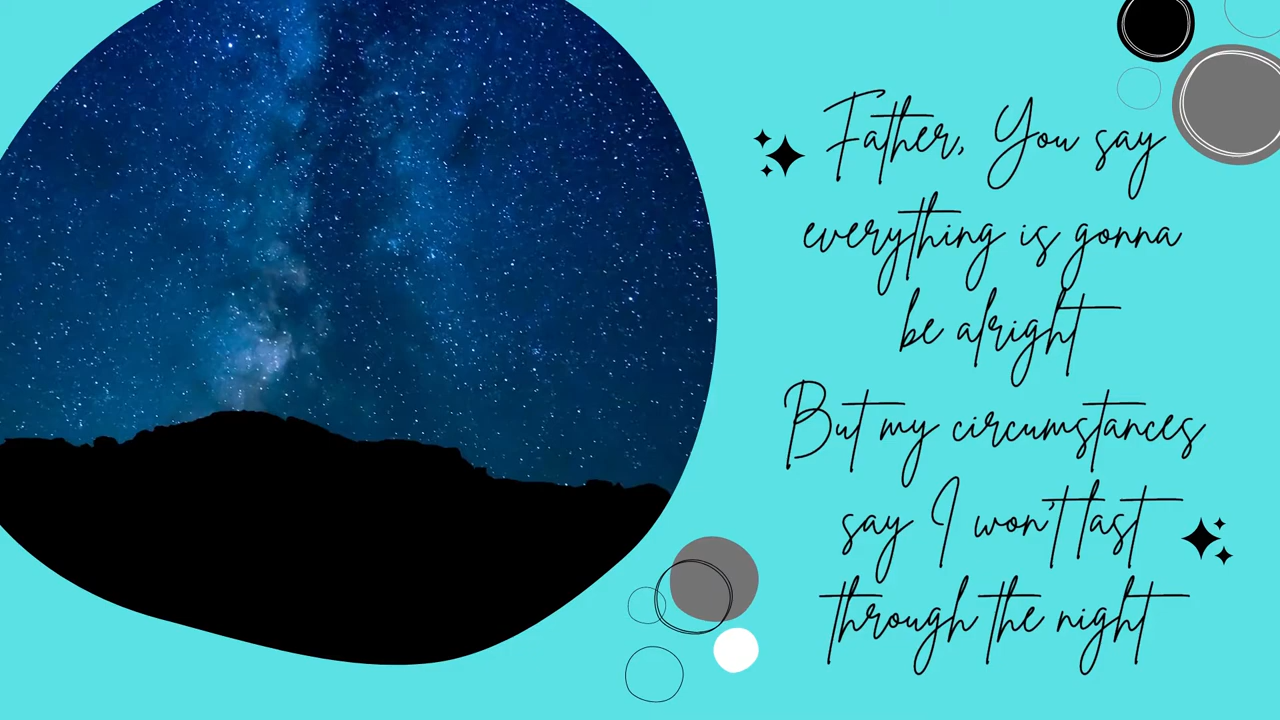 Father, You say
everything is gonna
be alright
But my circumstances
say I won't last
through the night